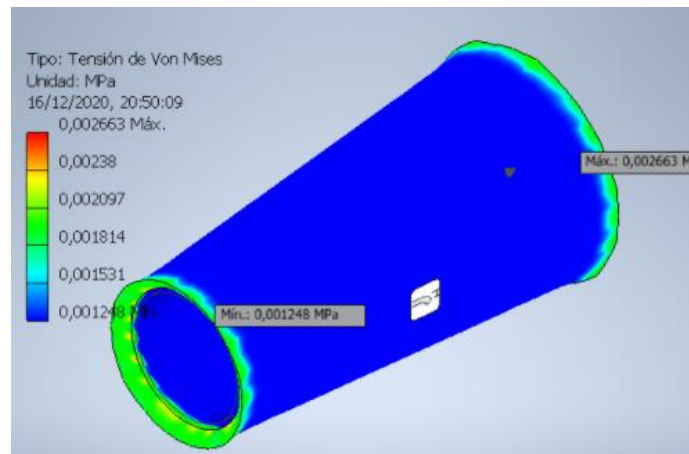 Tipo: Tensión de Von Mises
Unidad: MPa
16/12/2020, 20:50:09
0,002663 Máx.
0,00238
0,002097
0,001814
0,001531
0,001248
Máx.: 0,002663 M
Mín.: 0,001248 MPa